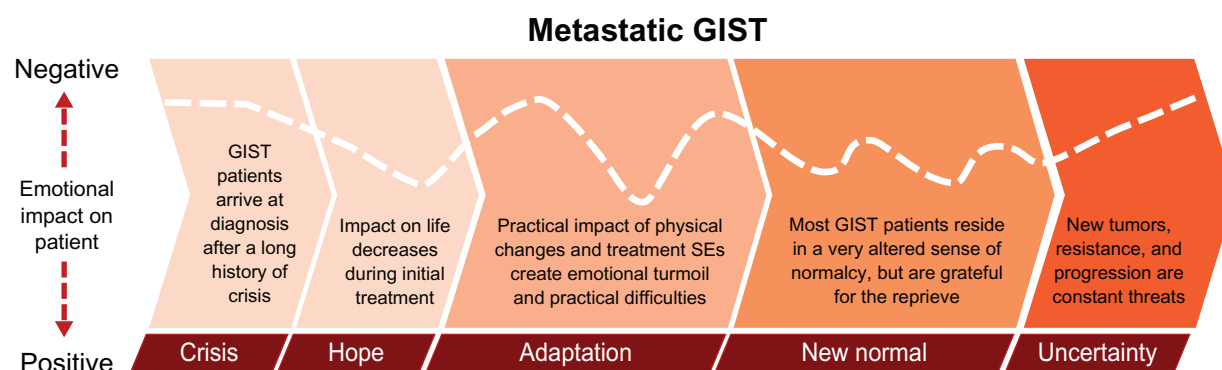 Metastatic GIST
Negative
Emotional
impact on
patient
Positive
GIST
patients
arrive at
diagnosis
after a long
history of
crisis
Impact on life
decreases
during initial
treatment
Practical impact of physical
changes and treatment SEs
create emotional turmoil
and practical difficulties
Most GIST patients reside
in a very altered sense of
normalcy, but are grateful
for the reprieve
New tumors,
resistance, and
progression are
constant threats
Crisis
Hope
Adaptation
New normal
Uncertainty